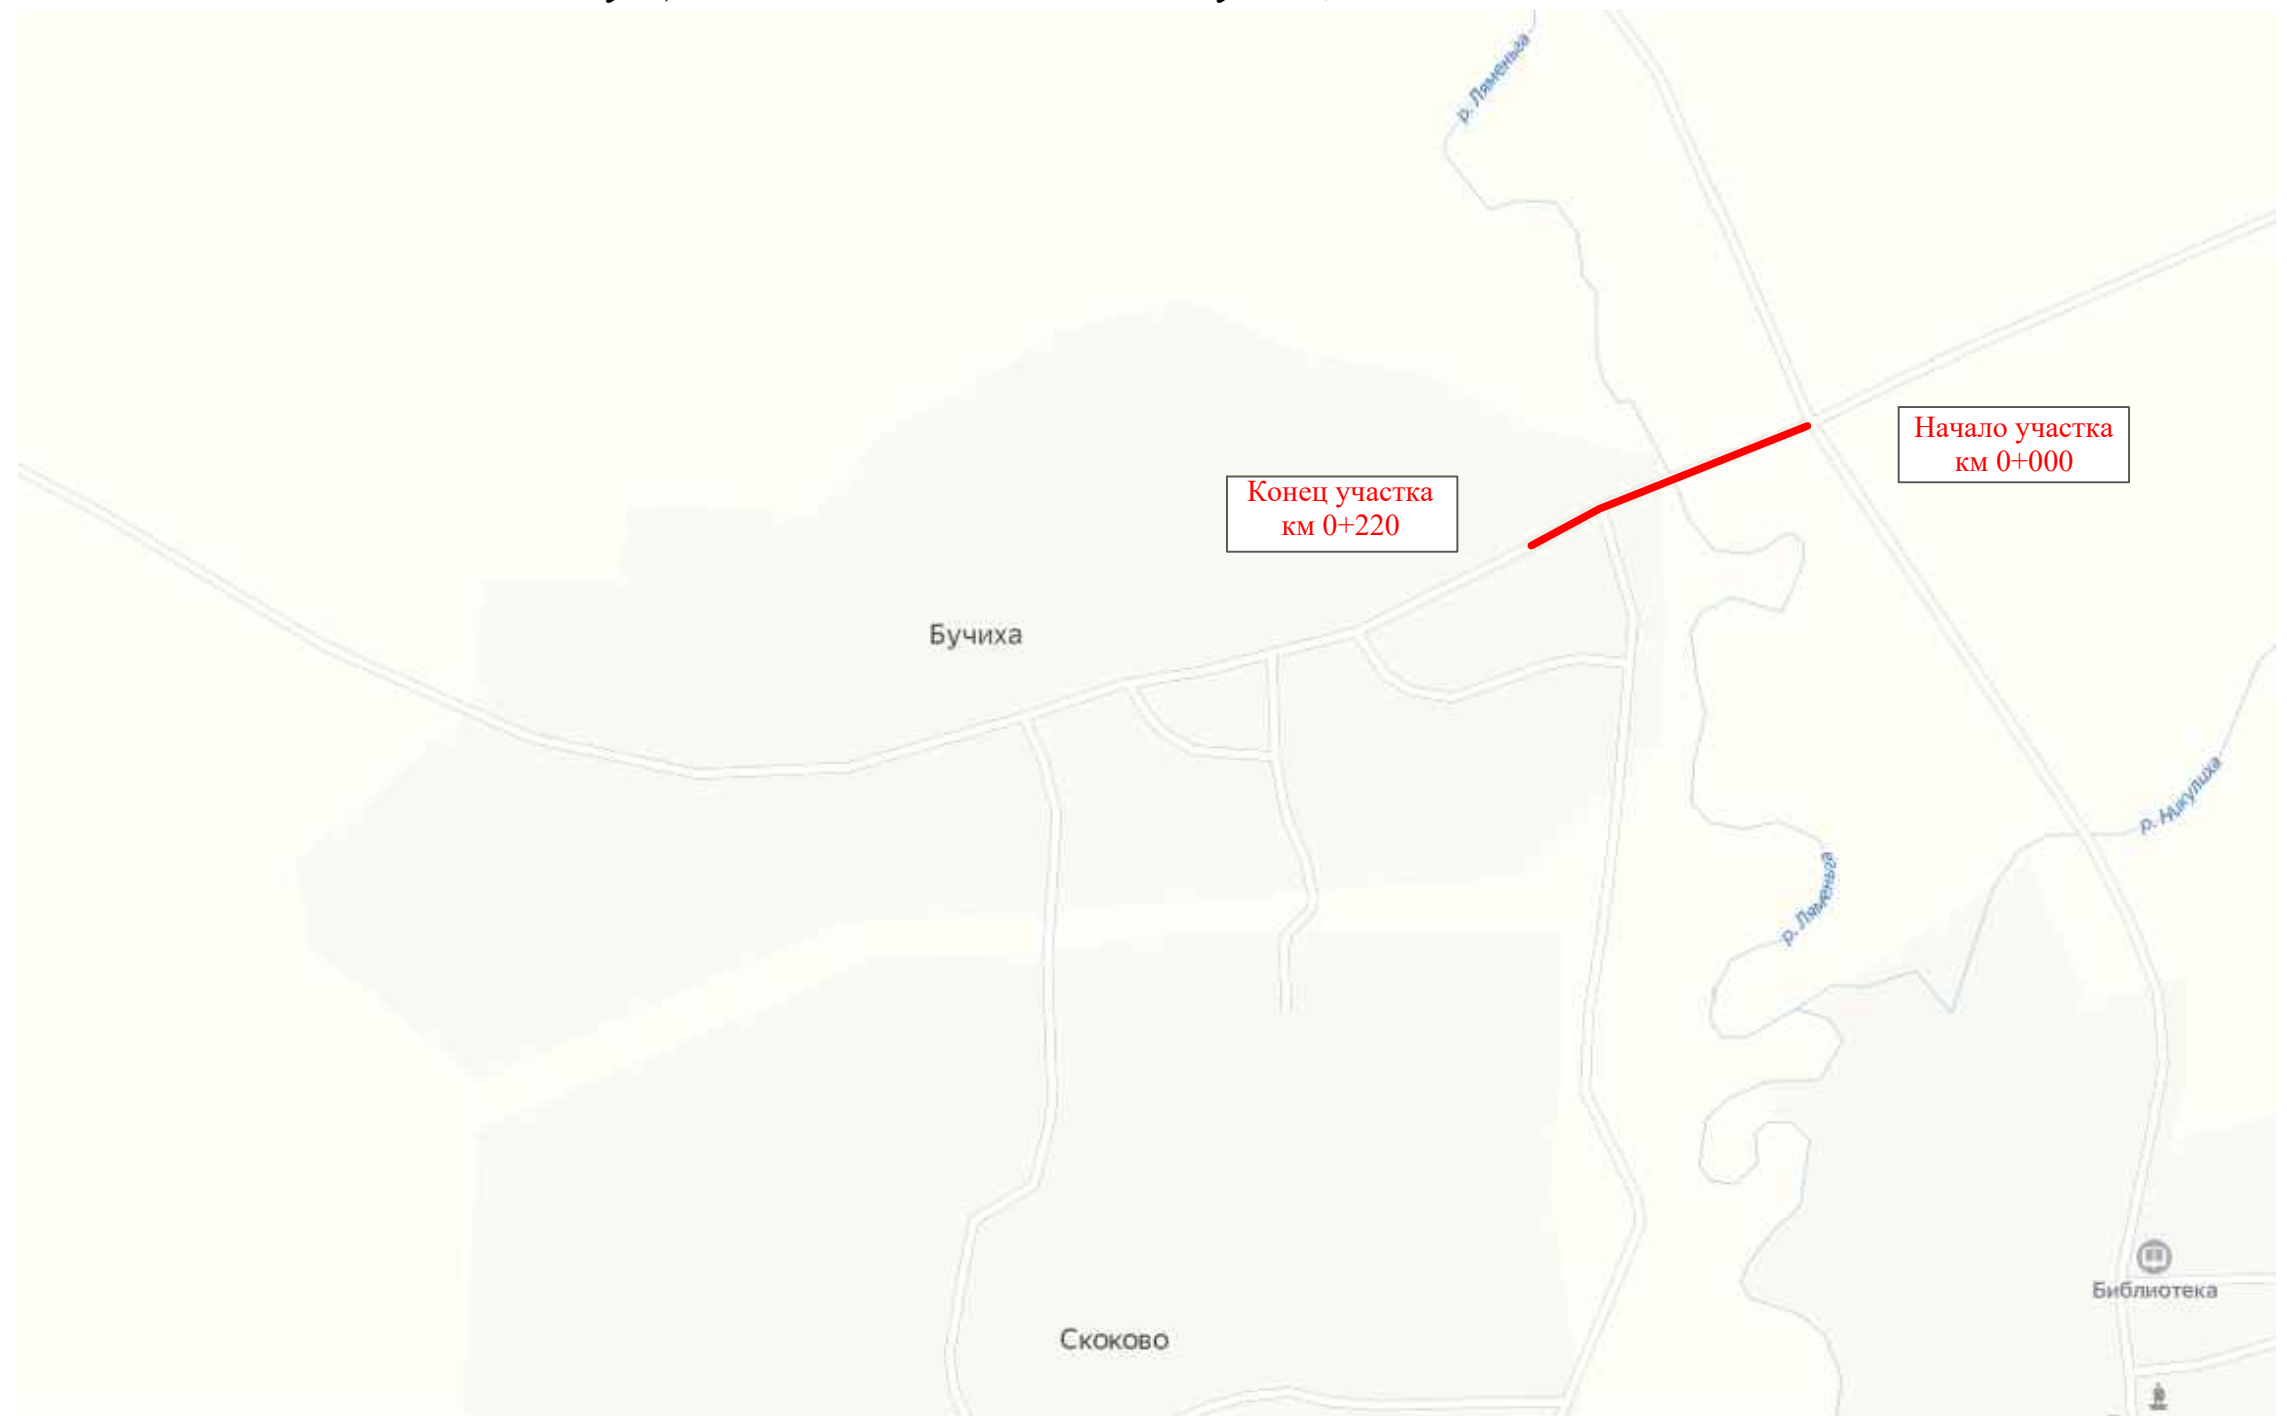 р. Ляменьга
Начало участка
км 0+000
Конец участка
км 0+220
Бучиха
р. Никулиха
р. Ляменьга
Библиотека
Скоково